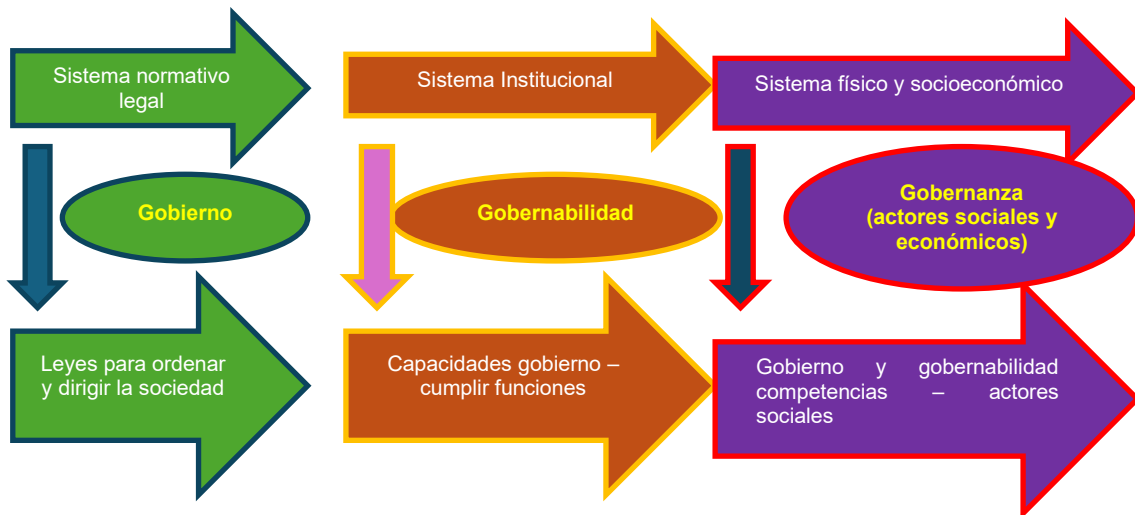 Sistema normativo
legal
Sistema Institucional
Sistema físico y socioeconómico
Gobierno
Gobernabilidad
Gobernanza
(actores sociales y
económicos)
Leyes para ordenar
y dirigir la sociedad
Capacidades gobierno –
cumplir funciones
Gobierno y gobernabilidad
competencias – actores
sociales